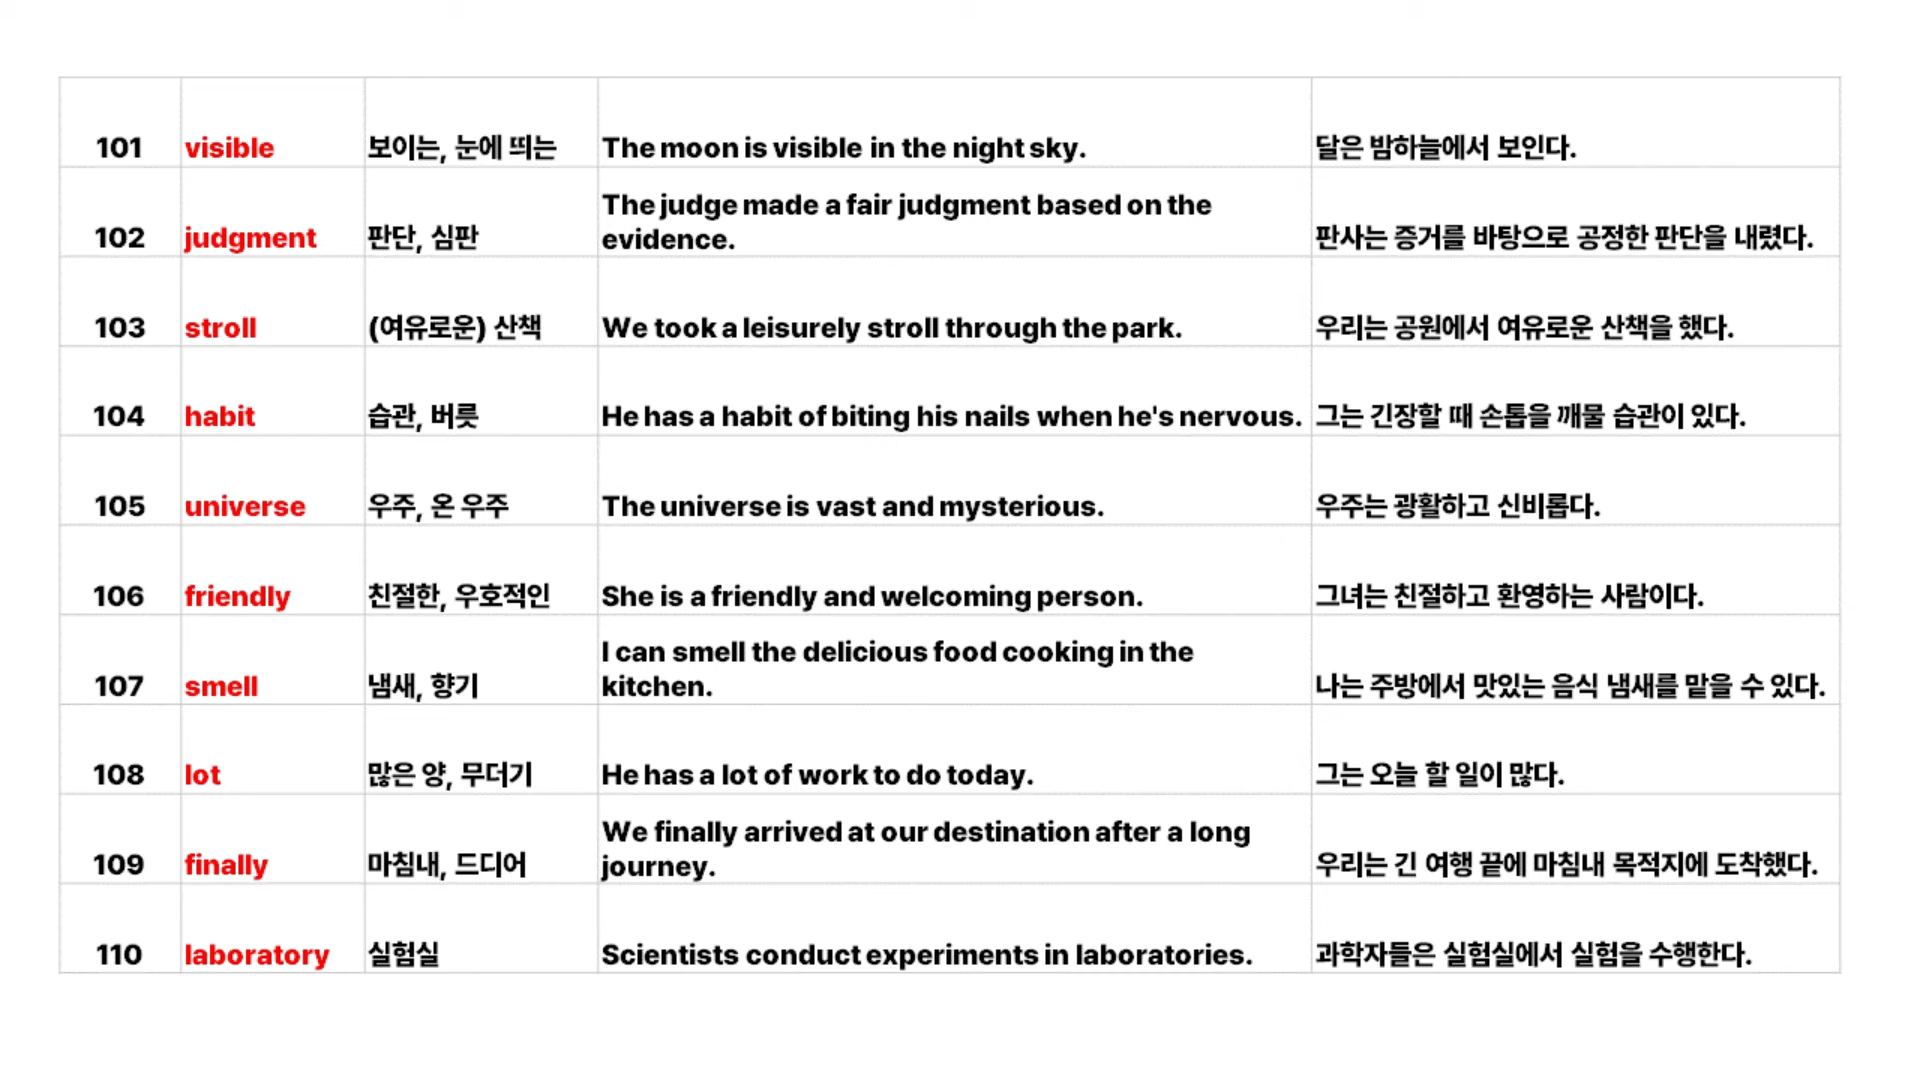 101 visible 보이는, 눈에 띄는 The moon is visible in the night sky. 달은 밤하늘에서 보인다.
The judge made a fair judgment based on the
102 judgment 판단, 심판 evidence. 판사는 증거를 바탕으로 공정한 판단을 내렸다.
103 stroll (여유로운) 산책 We took a leisurely stroll through the park. 우리는 공원에서 여유로운 산책을 했다.
104 habit 습관, 버릇 He has a habit of biting his nails when he's nervous. 그는 긴장할 때 손톱을 깨물 습관이 있다.
105 universe 우주, 온 우주 The universe is vast and mysterious. 우주는 광활하고 신비롭다.
106 friendly 친절한, 우호적인 She is a friendly and welcoming person. 그녀는 친절하고 환영하는 사람이다.
I can smell the delicious food cooking in the
107 smell 냄새, 향기 kitchen. 나는 주방에서 맛있는 음식 냄새를 맡을 수 있다.
108 lot 많은 양, 무더기 He has a lot of work to do today. 그는 오늘 할 일이 많다.
We finally arrived at our destination after a long
109 finally 마침내, 드디어 journey. 우리는 긴 여행 끝에 마침내 목적지에 도착했다.
110 laboratory 실험실 Scientists conduct experiments in laboratories. 과학자들은 실험실에서 실험을 수행한다.